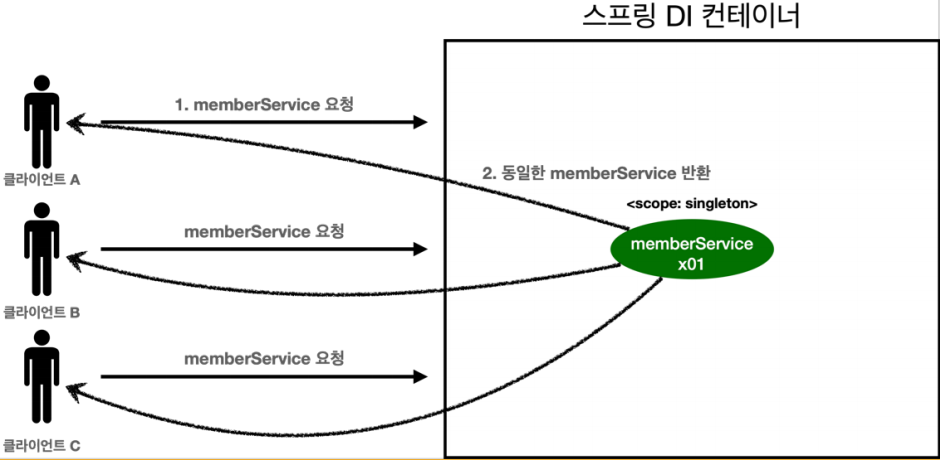 스프링 DI 컨테이너
1. memberService 요청
클라이언트 A
2. 동일한 memberService 반환
<scope: singleton>
memberService 요청
memberService
x01
클라이언트 B
memberService 요청
클라이언트 C